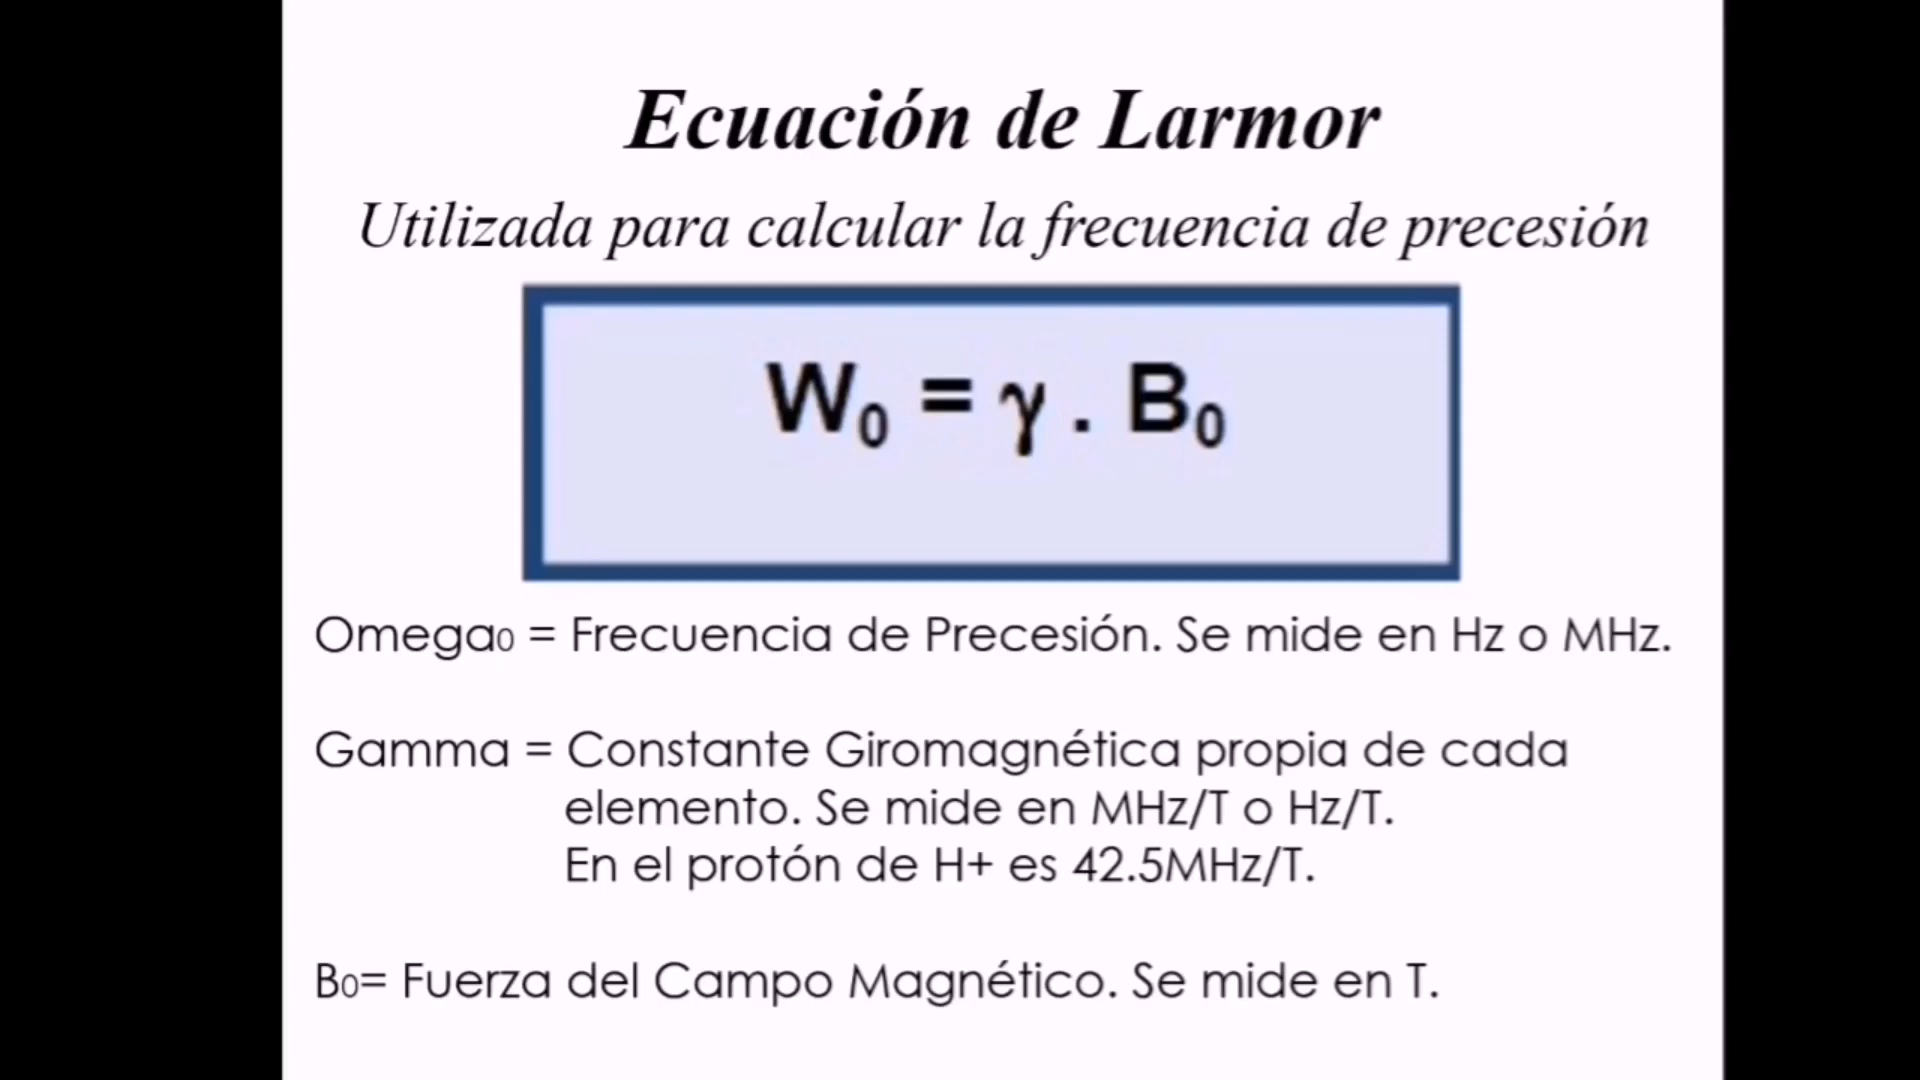 Ecuación de Larmor
Utilizada para calcular la frecuencia de precesión
W₀ = γ . B₀
Omega₀ = Frecuencia de Precesión. Se mide en Hz o MHz.
Gamma = Constante Giromagnética propia de cada
elemento. Se mide en MHz/T o Hz/T.
En el protón de H+ es 42.5MHz/T.
B₀= Fuerza del Campo Magnético. Se mide en T.